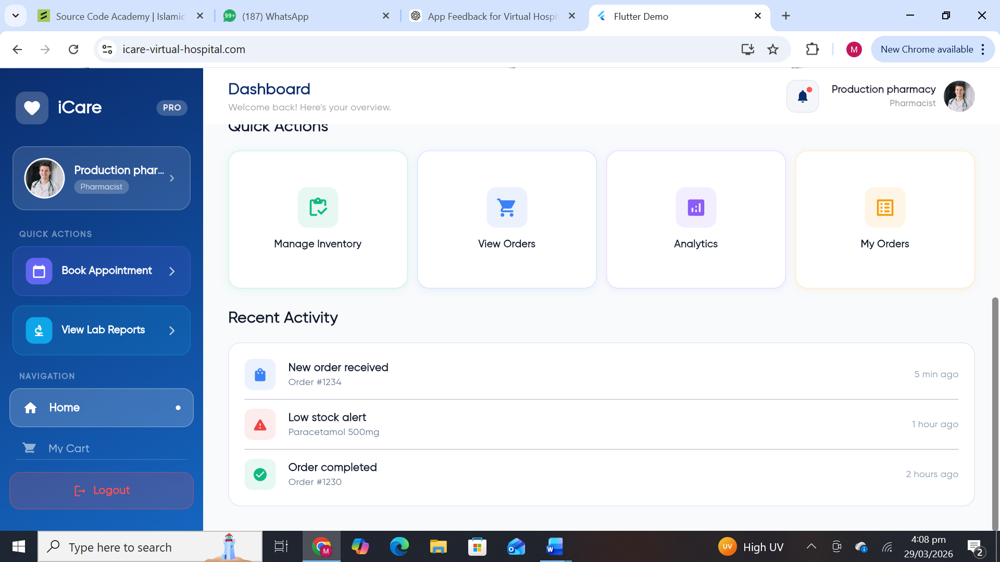 Source Code Academy | Islamic
99+
(187) WhatsApp
App Feedback for Virtual Hospi
Flutter Demo
icare-virtual-hospital.com
M
New Chrome available
iCare
PRO
Production phar...
Pharmacist
QUICK ACTIONS
Book Appointment
View Lab Reports
NAVIGATION
Home
My Cart
Logout
Dashboard
Welcome back! Here's your overview.
Production pharmacy
Pharmacist
Quick Actions
Manage Inventory
View Orders
Analytics
My Orders
Recent Activity
New order received
Order #1234
5 min ago
Low stock alert
Paracetamol 500mg
1 hour ago
Order completed
Order #1230
2 hours ago
Type here to search
M
UV
High UV
4:08 pm
29/03/2026
2